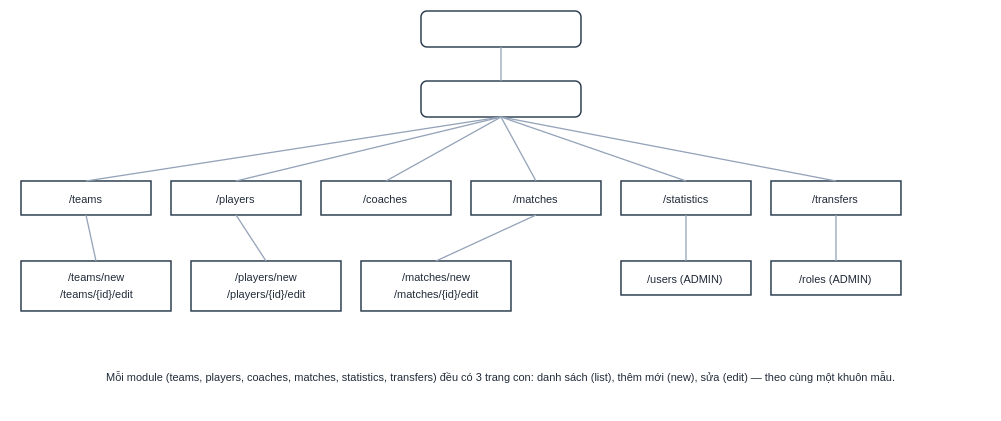 /teams
/players
/coaches
/matches
/statistics
/transfers
/teams/new
/teams/{id}/edit
/players/new
/players/{id}/edit
/matches/new
/matches/{id}/edit
/users (ADMIN)
/roles (ADMIN)
Mỗi module (teams, players, coaches, matches, statistics, transfers) đều có 3 trang con: danh sách (list), thêm mới (new), sửa (edit) — theo cùng một khuôn mẫu.